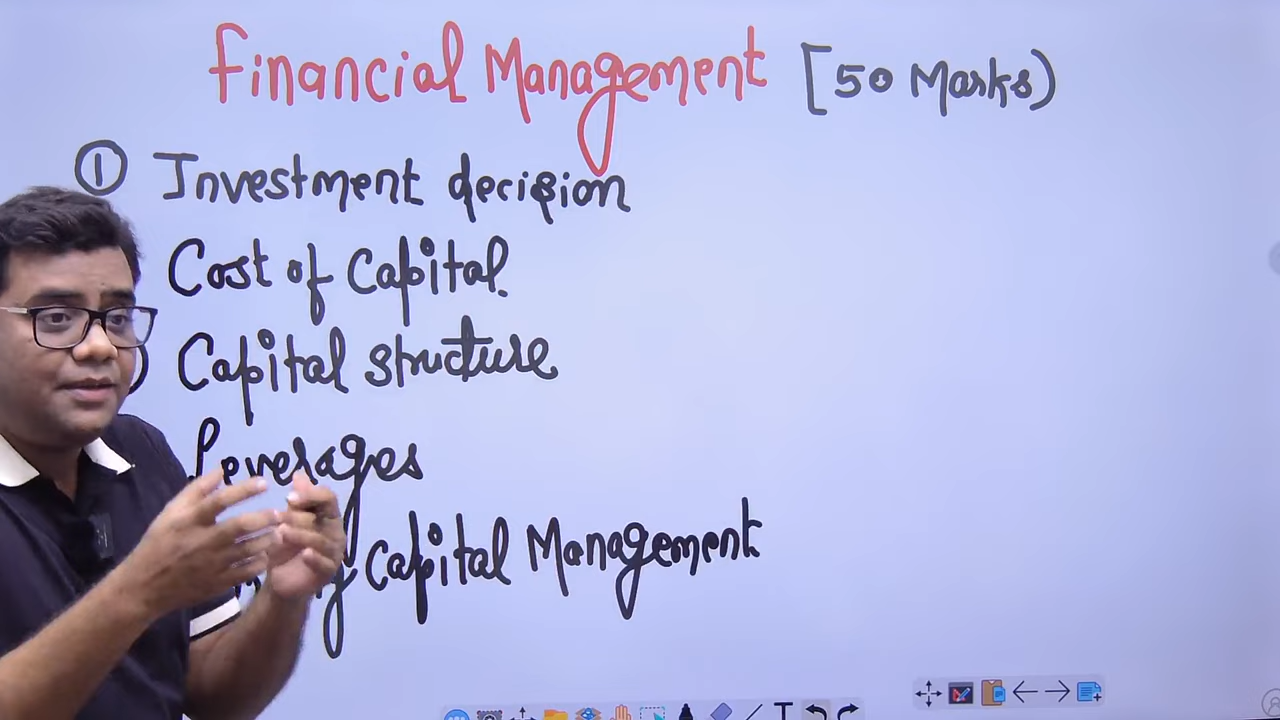 Financial Management [50 Marks)
① Investment decision
Cost of Capital.
Capital structure
Leverages
Capital Management